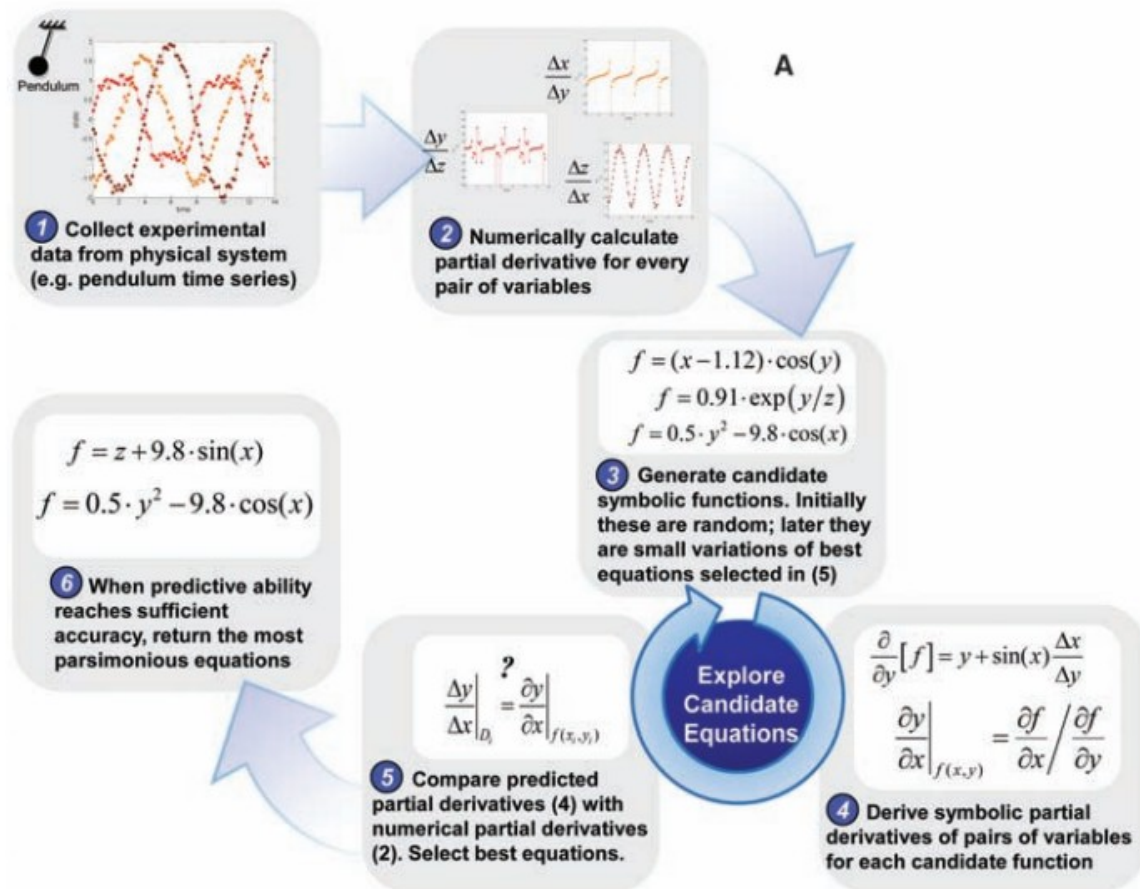 Pendulum
state
time
1 Collect experimental
data from physical system
(e.g. pendulum time series)
Δx/Δy
Δy/Δz
Δz/Δx
2 Numerically calculate
partial derivative for every
pair of variables
A
f = (x−1.12)·cos(y)
f = 0.91·exp(y/z)
f = 0.5·y² −9.8·cos(x)
3 Generate candidate
symbolic functions. Initially
these are random; later they
are small variations of best
equations selected in (5)
Explore
Candidate
Equations
∂/∂y [f] = y + sin(x) Δx/Δy
∂y/∂x|f(x,y) = ∂f/∂x / ∂f/∂y
4 Derive symbolic partial
derivatives of pairs of variables
for each candidate function
?
Δy/Δx|Dᵢ = ∂y/∂x|f(xᵢ,yᵢ)
5 Compare predicted
partial derivatives (4) with
numerical partial derivatives
(2). Select best equations.
f = z + 9.8·sin(x)
f = 0.5·y² −9.8·cos(x)
6 When predictive ability
reaches sufficient
accuracy, return the most
parsimonious equations